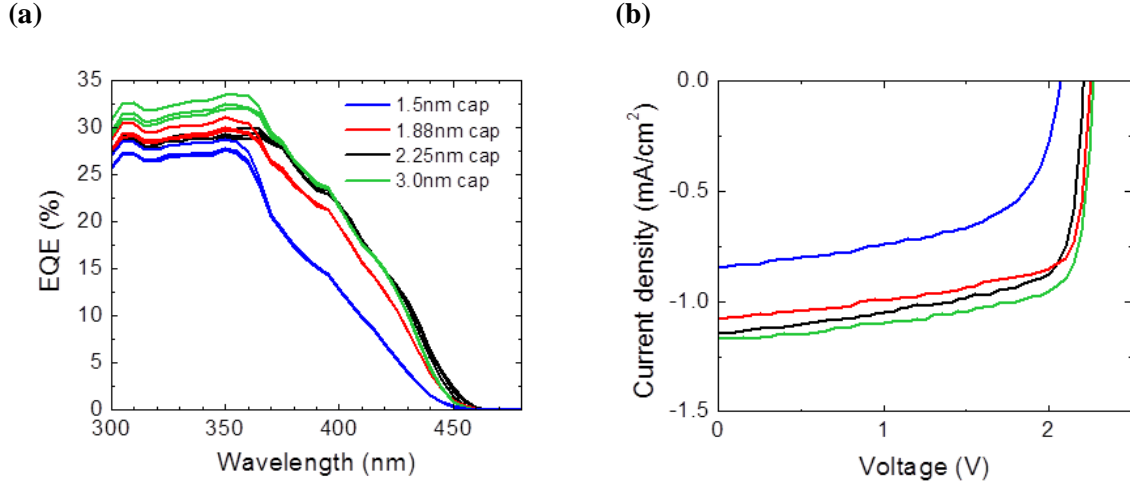 (a)
(b)
EQE (%)
35
30
25
20
15
10
5
0
300
350
400
450
Wavelength (nm)
1.5nm cap
1.88nm cap
2.25nm cap
3.0nm cap
Current density (mA/cm²)
0.0
-0.5
-1.0
-1.5
0
1
2
Voltage (V)